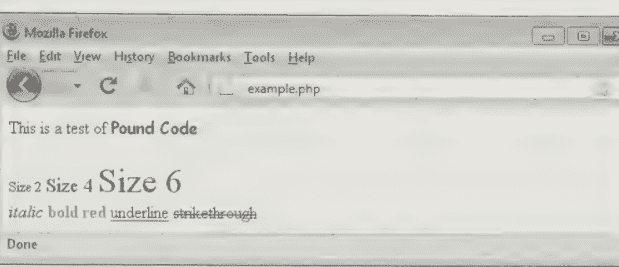 Mozilla Firefox
File Edit View History Bookmarks Tools Help
example.php
This is a test of Pound Code
Size 2 Size 4 Size 6
italic bold red underline strikethrough
Done